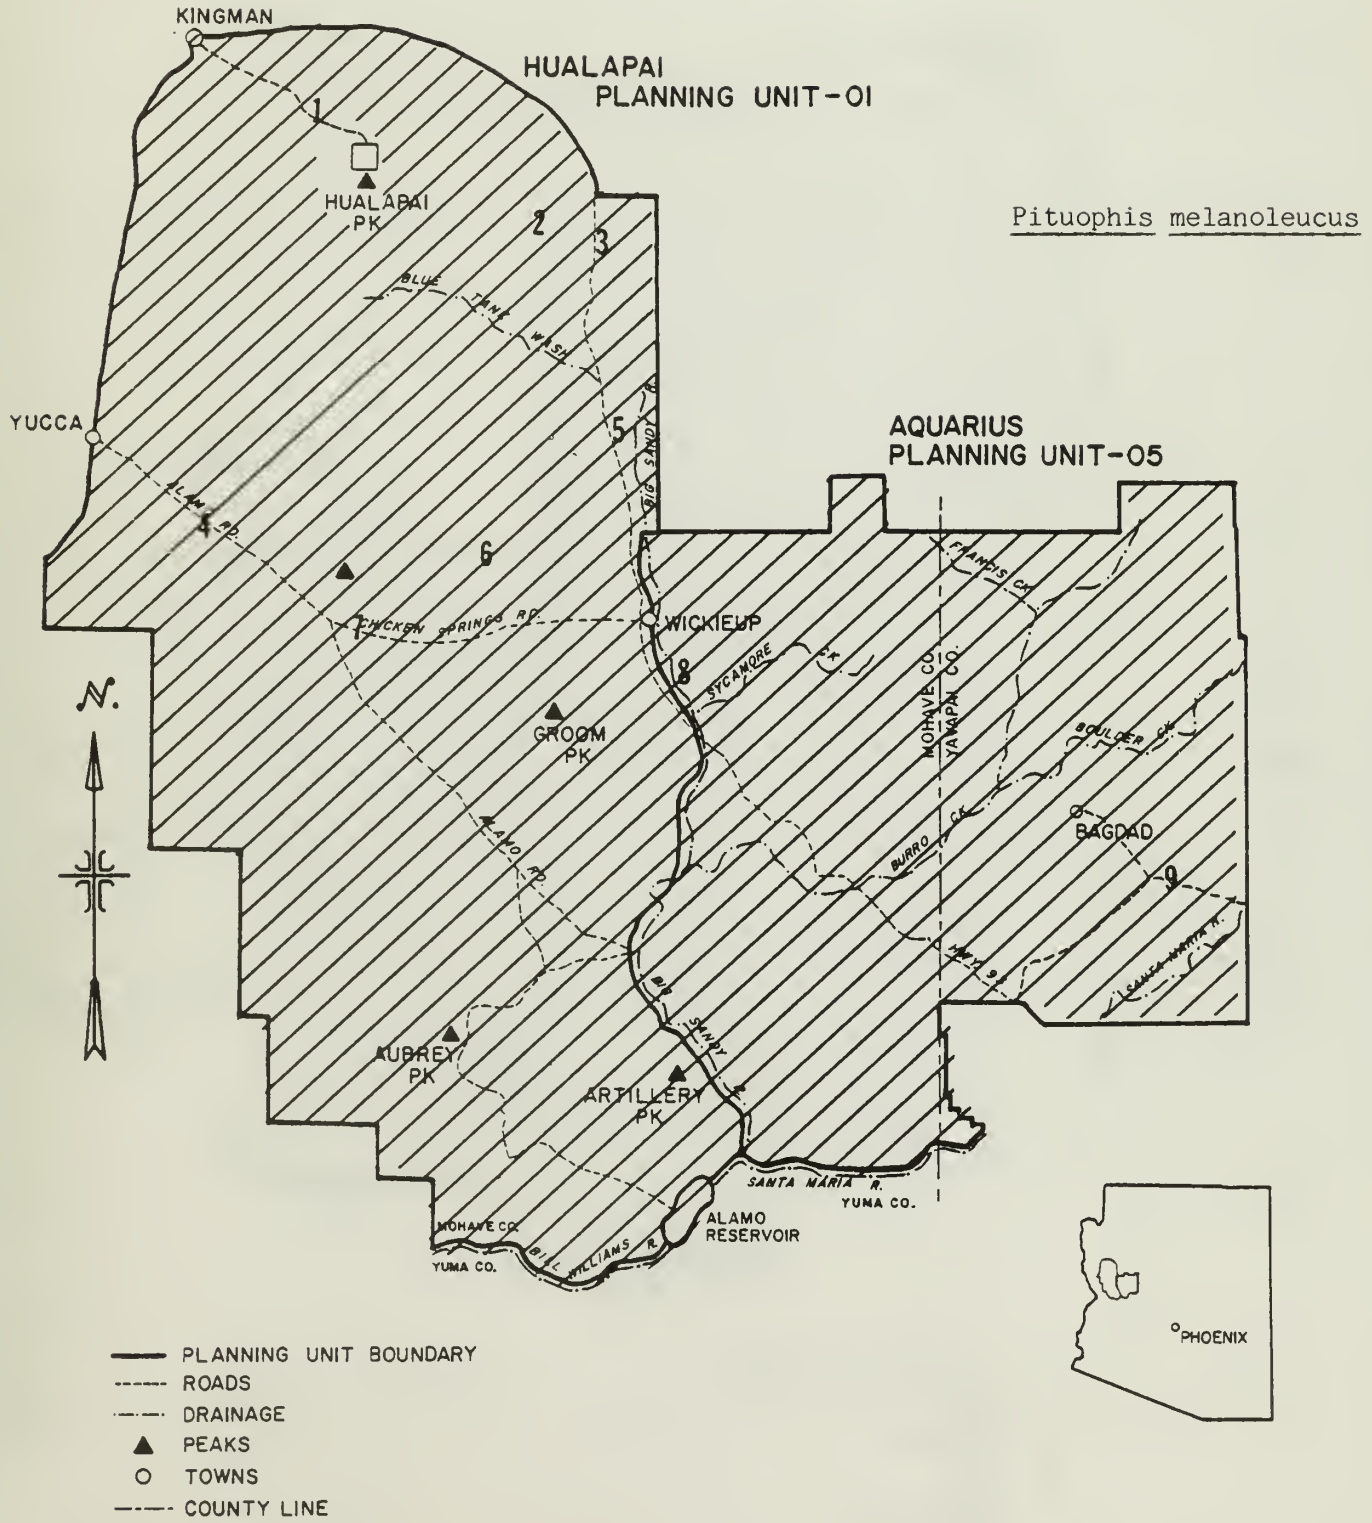 KINGMAN
HUALAPAI
PLANNING UNIT-01
1
HUALAPAI
PK
2
3
Pituophis melanoleucus
BLUE TANK WASH
YUCCA
5
BIG SANDY R.
AQUARIUS
PLANNING UNIT-05
ALAMO RD.
4
6
FRANCIS CK
7
CHICKEN SPRINGS RD.
WICKIEUP
8
SYCAMORE CK
MOHAVE CO.
YAVAPAI CO.
N.
GROOM
PK
BOULDER CK
ALAMO RD
BURRO CK
BAGDAD
9
HWY. 93
SANTA MARIA R.
BIG SANDY R
AUBREY
PK
ARTILLERY
PK
SANTA MARIA R.
YUMA CO.
ALAMO
RESERVOIR
MOHAVE CO.
YUMA CO.
BILL WILLIAMS R.
PHOENIX
PLANNING UNIT BOUNDARY
ROADS
DRAINAGE
PEAKS
TOWNS
COUNTY LINE